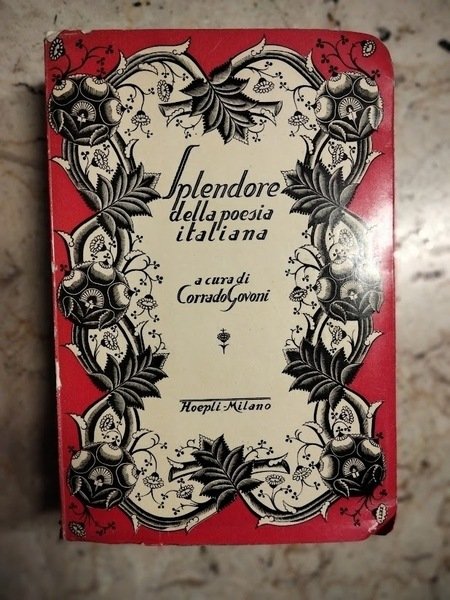 Splendore
della poesia
italiana
a cura di
Corrado Govoni
Hoepli-Milano